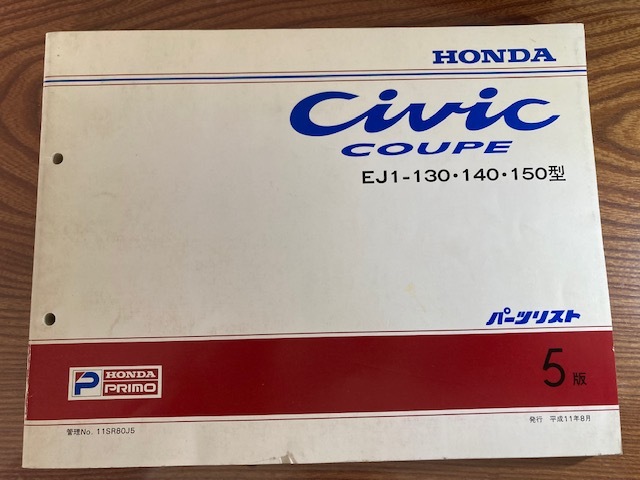 HONDA
Civic
COUPE
EJ1-130・140・150型
パーツリスト
5版
P HONDA
PRIMO
管理No. 11SR80J5
発行 平成11年8月